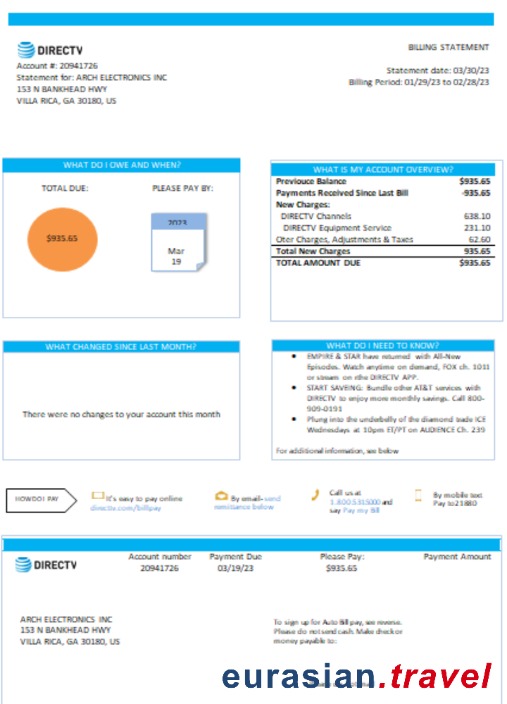 DIRECTV
BILLING STATEMENT
Account #: 20941726
Statement for: ARCH ELECTRONICS INC
153 N BANKHEAD HWY
VILLA RICA, GA 30180, US
Statement date: 03/30/23
Billing Period: 01/29/23 to 02/28/23
WHAT DO I OWE AND WHEN?
TOTAL DUE:
PLEASE PAY BY:
$935.65
2023
Mar
19
WHAT IS MY ACCOUNT OVERVIEW?
Previouce Balance $935.65
Payments Received Since Last Bill -935.65
New Charges:
DIRECTV Channels 638.10
DIRECTV Equipment Service 231.10
Oter Charges, Adjustments & Taxes 62.60
Total New Charges 935.65
TOTAL AMOUNT DUE $935.65
WHAT CHANGED SINCE LAST MONTH?
There were no changes to your account this month
WHAT DO I NEED TO KNOW?
• EMPIRE & STAR have returned with All-New
Episodes. Watch anytime on demand, FOX ch. 1011
or stream on rthe DIRECTV APP.
• START SAVEING: Bundle other AT&T services with
DIRECTV to enjoy more monthly savings. Call 800-
909-0191
• Plung into the underbelly of the diamond trade ICE
Wednesdays at 10pm ET/PT on AUDIENCE Ch. 239
For additional information, see below
HOW DO I PAY
It's easy to pay online
directv.com/billpay
By email-send
remittance below
Call us at
1.800.5315000 and
say Pay my Bill
By mobile text
Pay to 21880
DIRECTV
Account number
20941726
Payment Due
03/19/23
Please Pay:
$935.65
Payment Amount
ARCH ELECTRONICS INC
153 N BANKHEAD HWY
VILLA RICA, GA 30180, US
To sign up for Auto Bill pay, see reverse.
Please do not send cash. Make check or
money payable to:
eurasian.travel